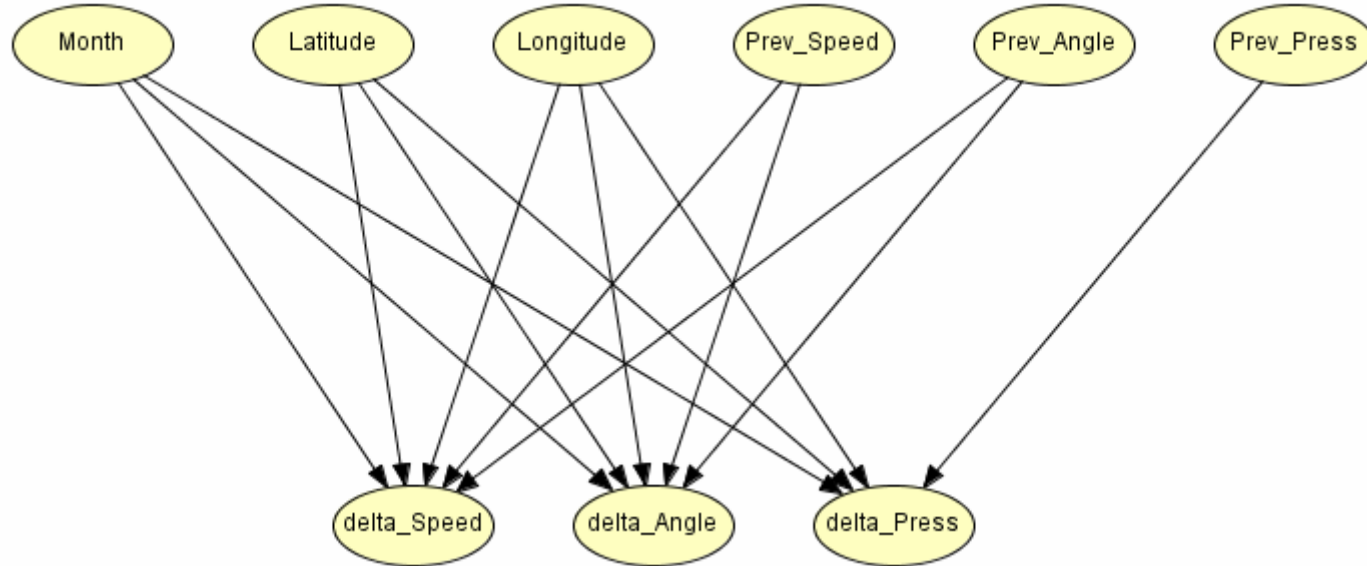 Month
Latitude
Longitude
Prev_Speed
Prev_Angle
Prev_Press
delta_Speed
delta_Angle
delta_Press